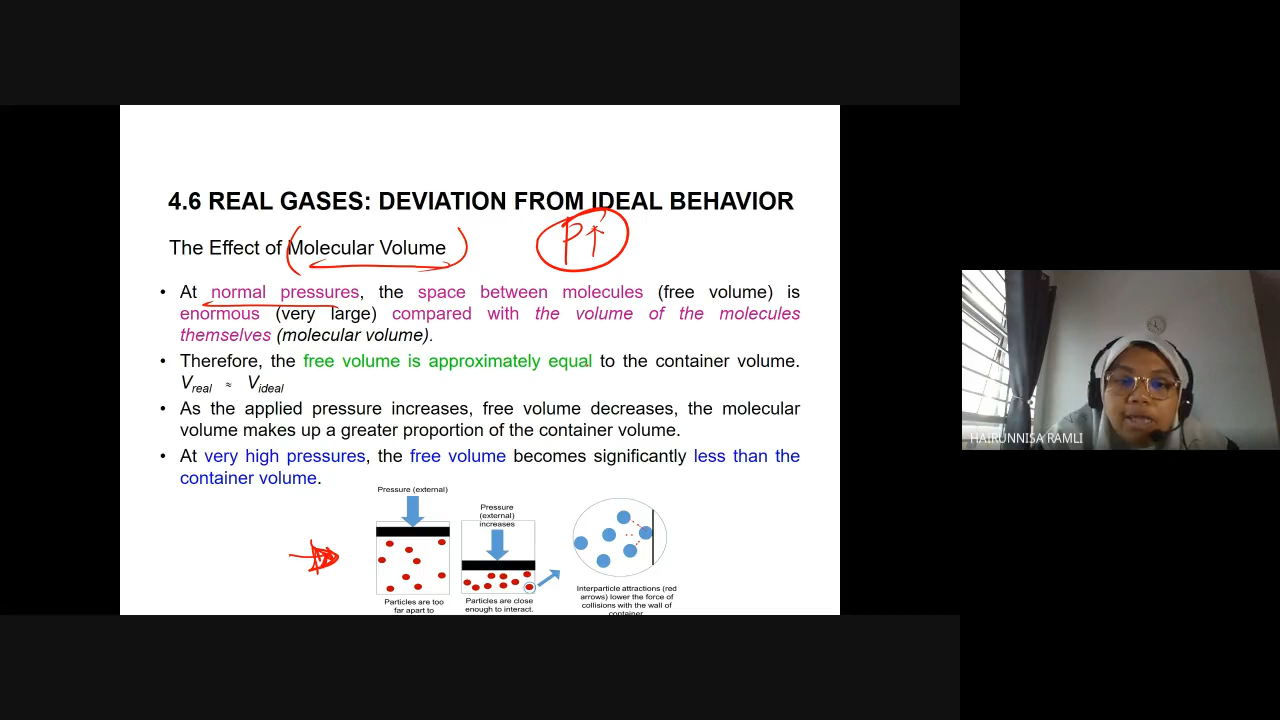 4.6 REAL GASES: DEVIATION FROM IDEAL BEHAVIOR
The Effect of (Molecular Volume)
P↑
• At normal pressures, the space between molecules (free volume) is
enormous (very large) compared with the volume of the molecules
themselves (molecular volume).
• Therefore, the free volume is approximately equal to the container volume.
Vreal ≈ Videal
• As the applied pressure increases, free volume decreases, the molecular
volume makes up a greater proportion of the container volume.
• At very high pressures, the free volume becomes significantly less than the
container volume.
Pressure (external)
Pressure
(external)
increases
Particles are too
far apart to
Particles are close
enough to interact.
Interparticle attractions (red
arrows) lower the force of
collisions with the wall of
container
HAIRUNNISA RAMLI